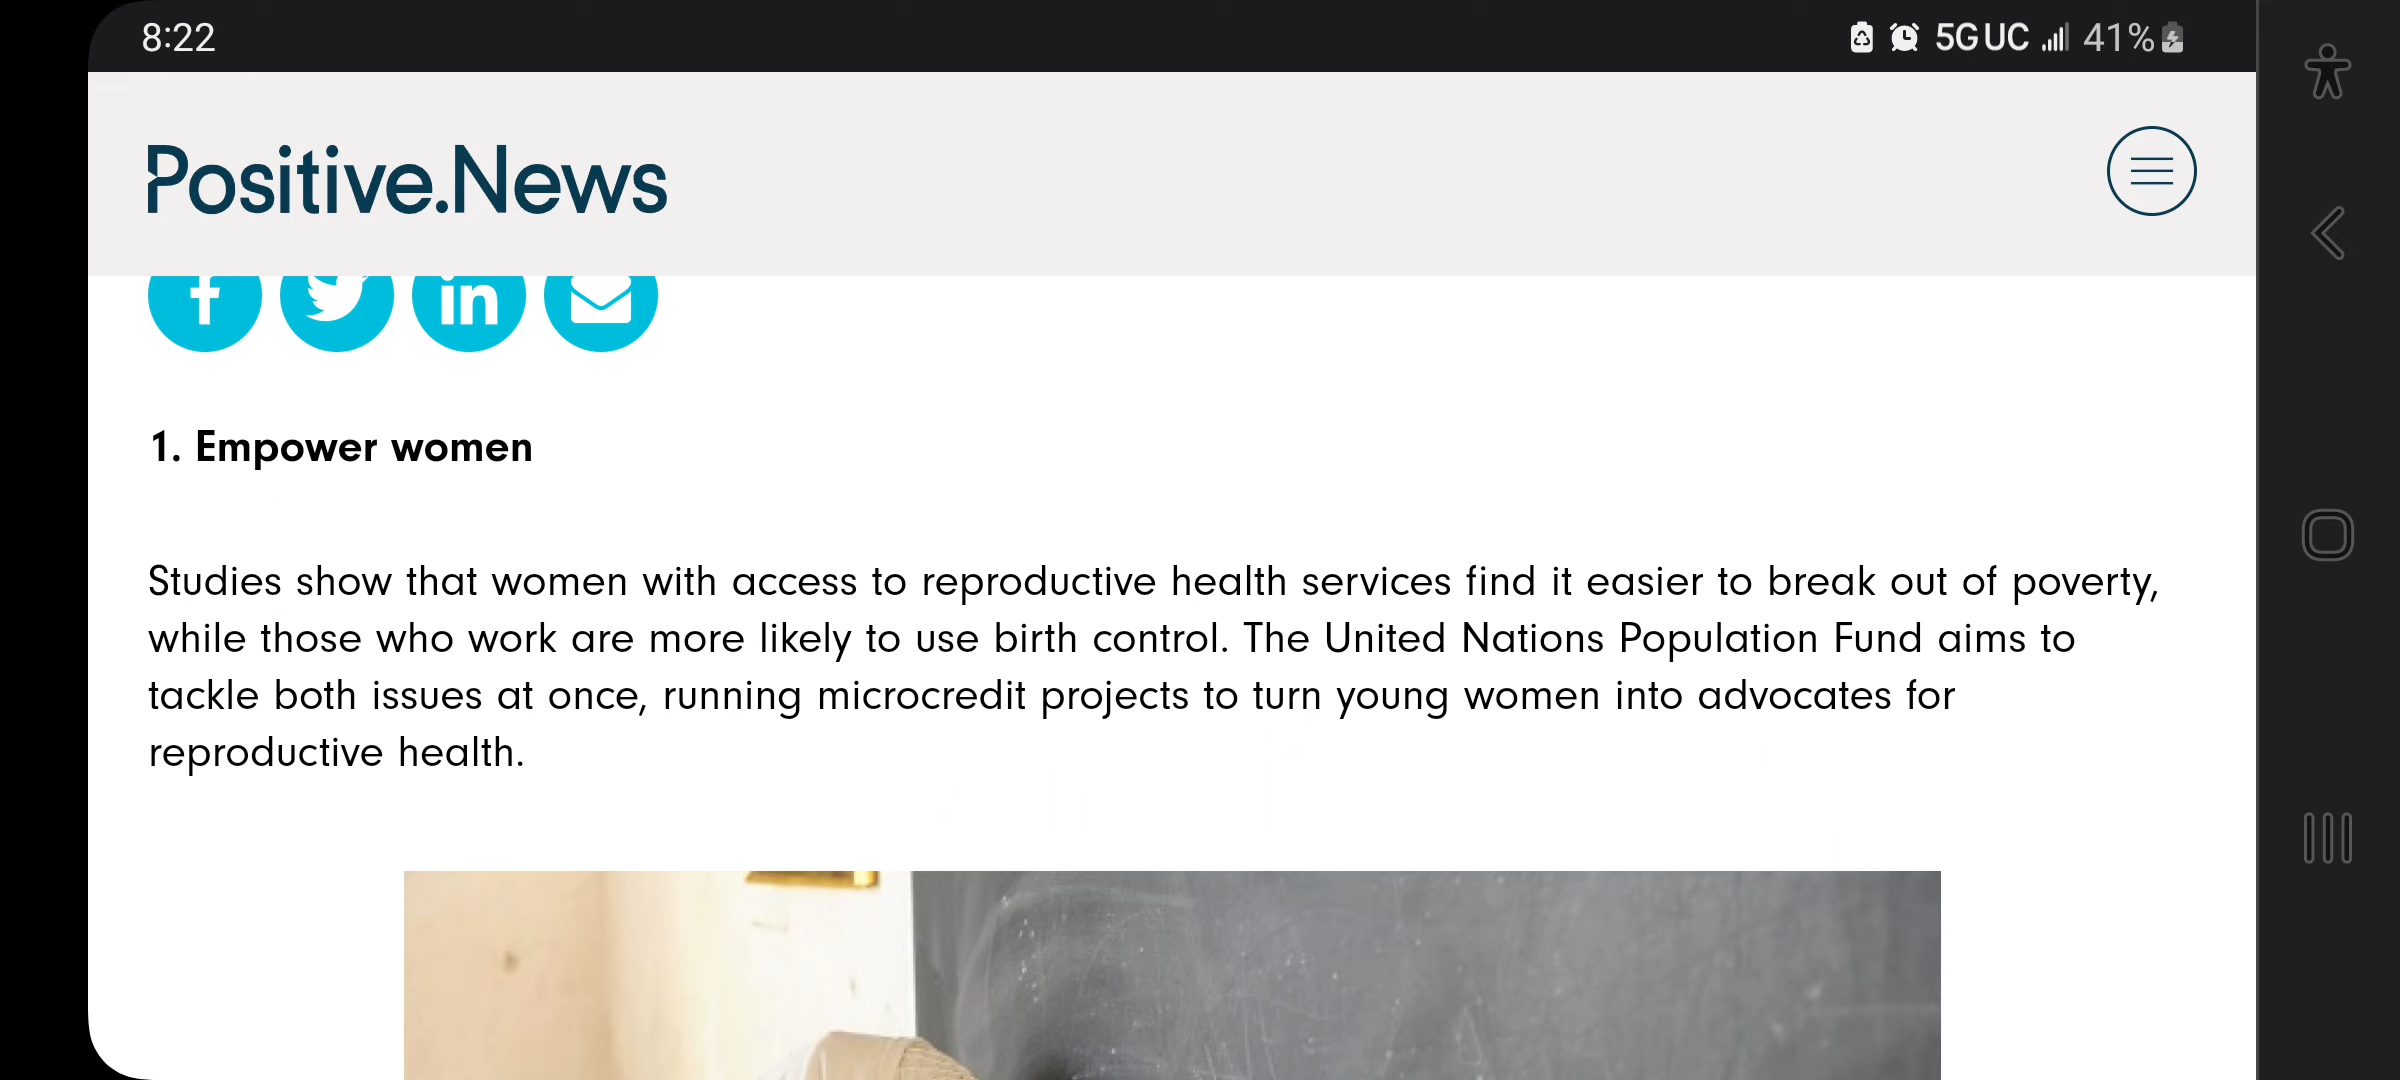 8:22
5G UC 41%
Positive.News
f in
1. Empower women
Studies show that women with access to reproductive health services find it easier to break out of poverty,
while those who work are more likely to use birth control. The United Nations Population Fund aims to
tackle both issues at once, running microcredit projects to turn young women into advocates for
reproductive health.